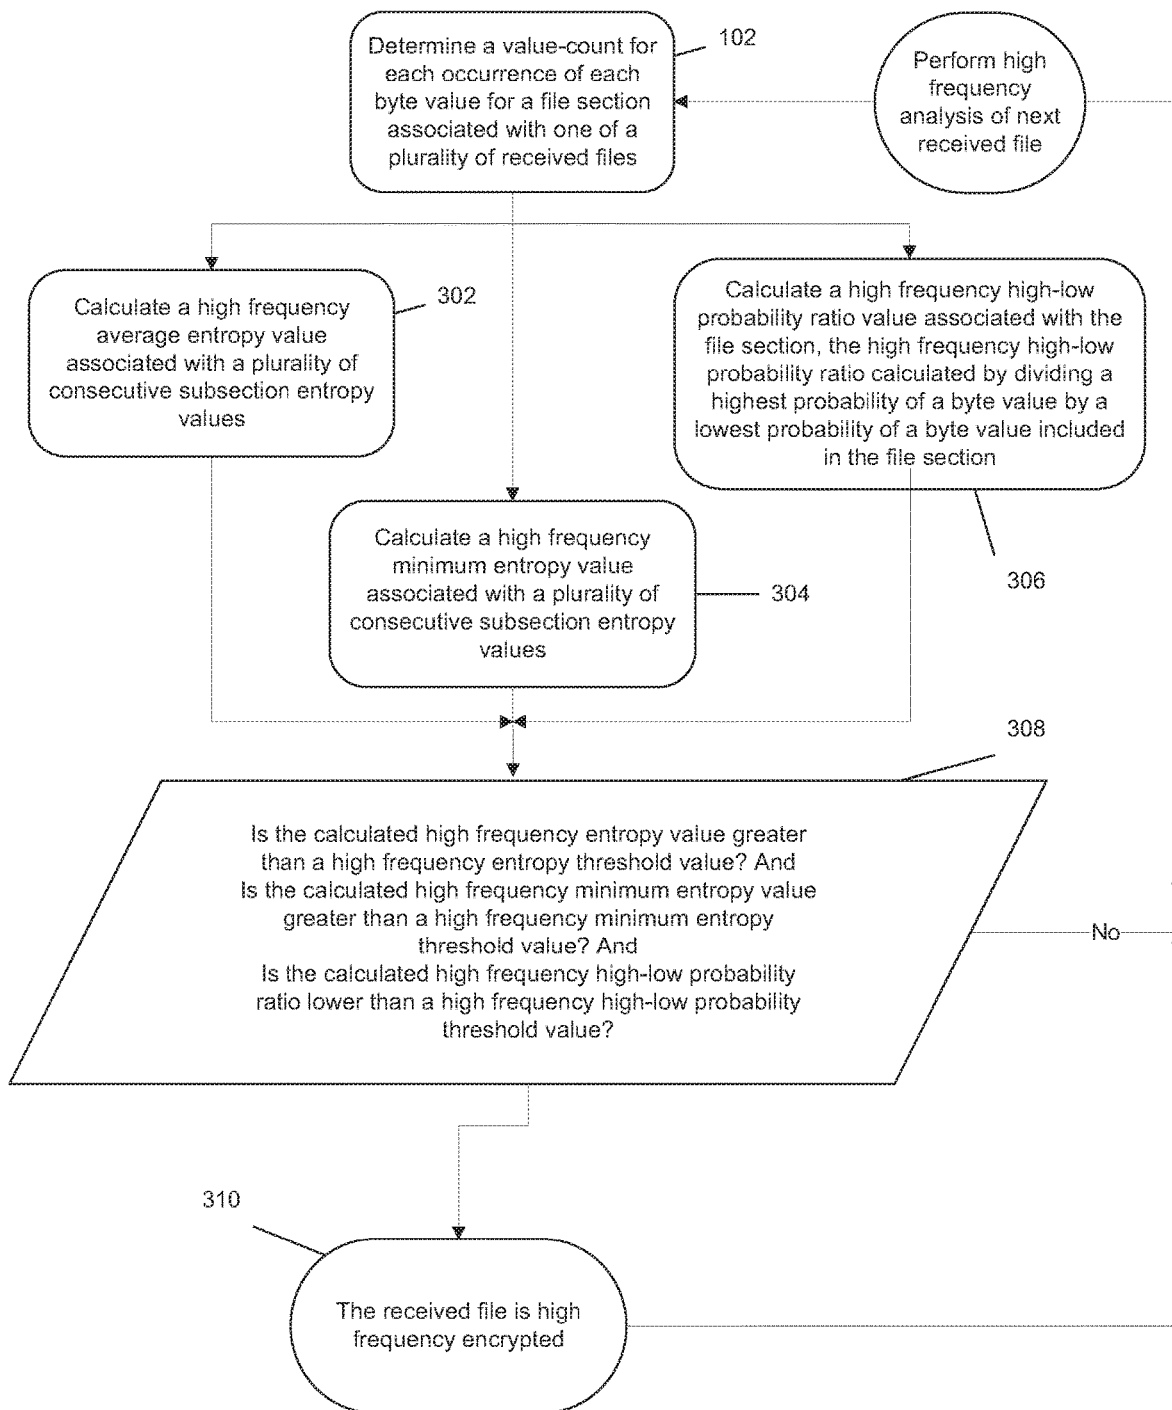 Determine a value-count for
each occurrence of each
byte value for a file section
associated with one of a
plurality of received files
102
Perform high
frequency
analysis of next
received file
Calculate a high frequency
average entropy value
associated with a plurality of
consecutive subsection entropy
values
302
Calculate a high frequency high-low
probability ratio value associated with the
file section, the high frequency high-low
probability ratio calculated by dividing a
highest probability of a byte value by a
lowest probability of a byte value included
in the file section
306
Calculate a high frequency
minimum entropy value
associated with a plurality of
consecutive subsection entropy
values
304
308
Is the calculated high frequency entropy value greater
than a high frequency entropy threshold value? And
Is the calculated high frequency minimum entropy value
greater than a high frequency minimum entropy
threshold value? And
Is the calculated high frequency high-low probability
ratio lower than a high frequency high-low probability
threshold value?
No
310
The received file is high
frequency encrypted